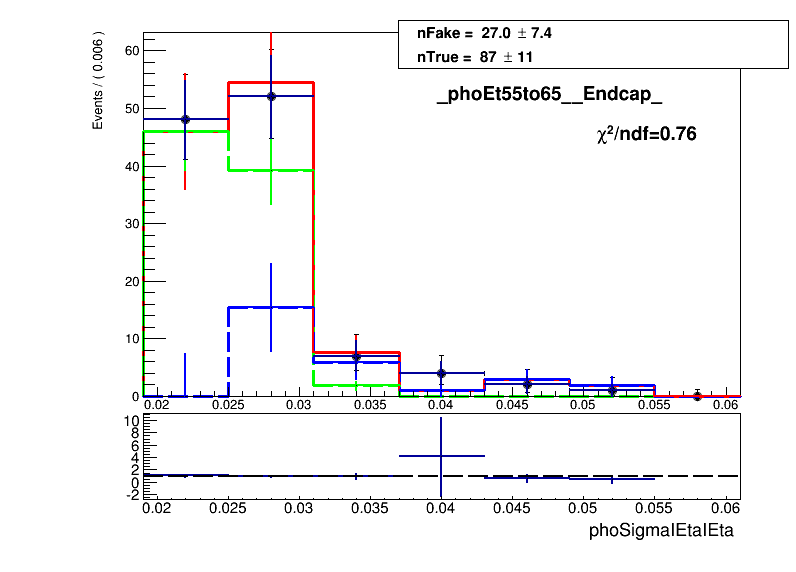 nFake = 27.0 ± 7.4
nTrue = 87 ± 11
_phoEt55to65__Endcap_
χ²/ndf=0.76
Events / ( 0.006 )
60
50
40
30
20
10
0
0.02 0.025 0.03 0.035 0.04 0.045 0.05 0.055 0.06
10
8
6
4
2
0
-2
0.02 0.025 0.03 0.035 0.04 0.045 0.05 0.055 0.06
phoSigmaIEtaIEta